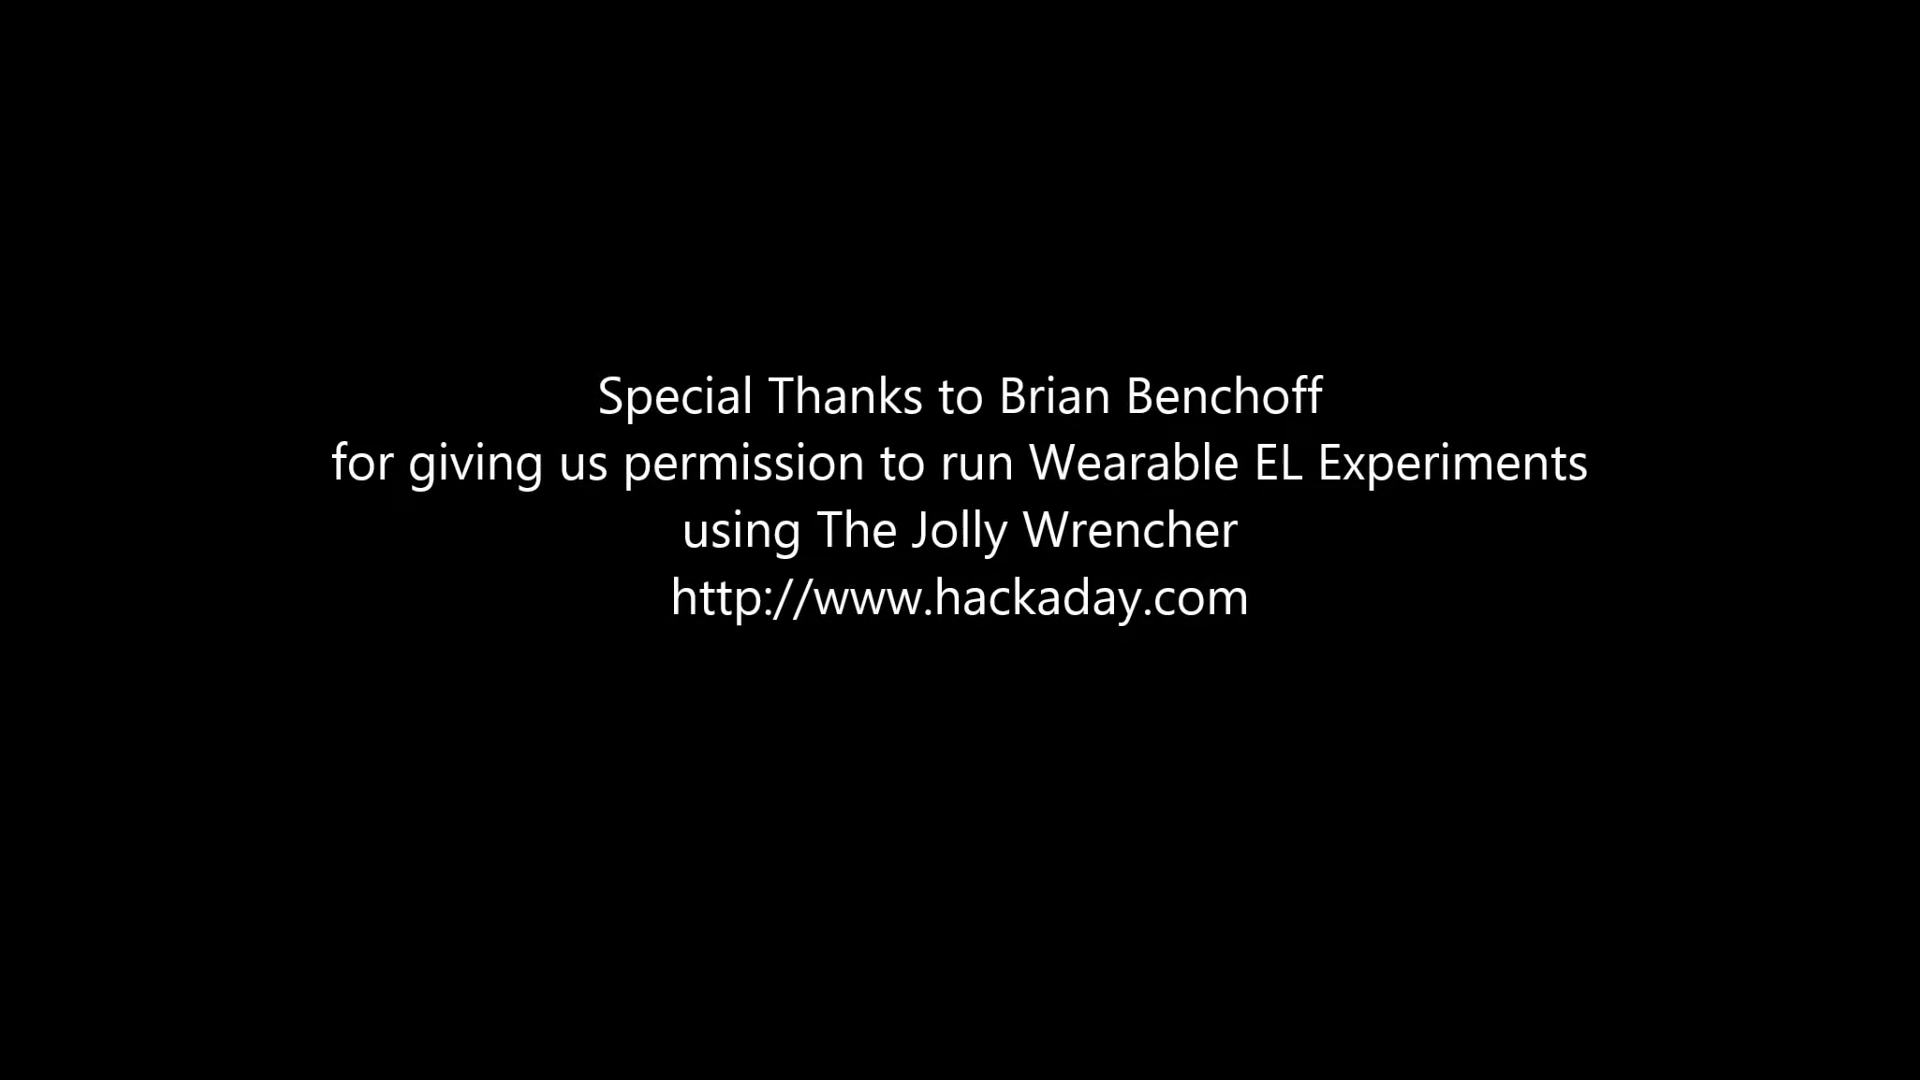 Special Thanks to Brian Benchoff
for giving us permission to run Wearable EL Experiments
using The Jolly Wrencher
http://www.hackaday.com